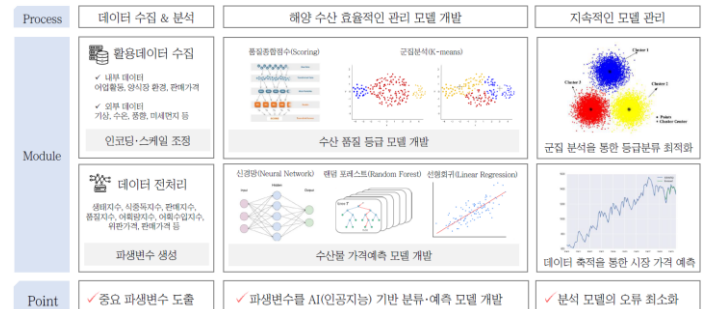 Process
데이터 수집 & 분석
해양 수산 효율적인 관리 모델 개발
지속적인 모델 관리
Module
활용데이터 수집
✓ 내부 데이터
어업활동, 양식장 환경, 판매가격
✓ 외부 데이터
기상, 수온, 풍향, 미세먼지 등
인코딩·스케일 조정
품질종합점수(Scoring)
군집분석(K-means)
수산 품질 등급 모델 개발
Cluster 1
Cluster 2
Points
Cluster Center
군집 분석을 통한 등급분류 최적화
데이터 전처리
생태지수, 식중독지수, 판매지수,
품질지수, 어획량지수, 어획수입지수,
위판가격, 판매가격 등
파생변수 생성
신경망(Neural Network)
랜덤 포레스트(Random Forest)
선형회귀(Linear Regression)
Input
Hidden
Output
수산물 가격예측 모델 개발
데이터 축적을 통한 시장 가격 예측
Point
✓중요 파생변수 도출
✓파생변수를 AI(인공지능) 기반 분류·예측 모델 개발
✓분석 모델의 오류 최소화